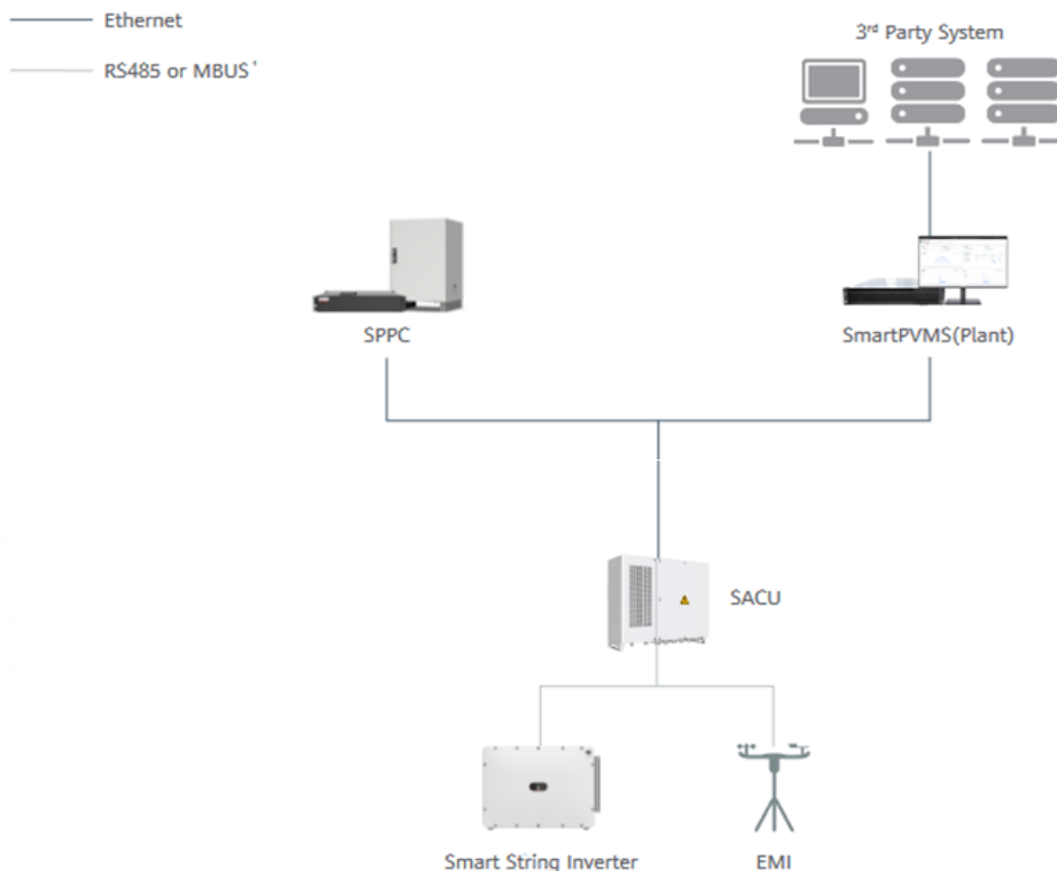 Ethernet
RS485 or MBUS*
3rd Party System
SPPC
SmartPVMS(Plant)
SACU
Smart String Inverter
EMI